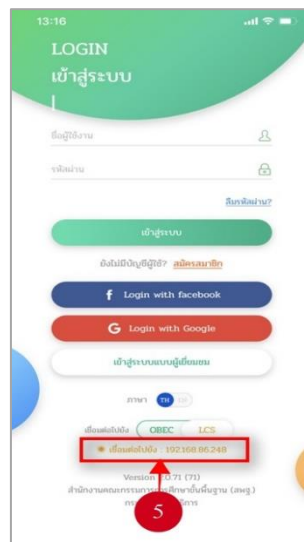 13:16
LOGIN
เข้าสู่ระบบ
ชื่อผู้ใช้งาน
รหัสผ่าน
ลืมรหัสผ่าน?
เข้าสู่ระบบ
ยังไม่มีบัญชีผู้ใช้? สมัครสมาชิก
f Login with facebook
G Login with Google
เข้าสู่ระบบแบบผู้เยี่ยมชม
ภาษา TH
เชื่อมต่อไปยัง OBEC LCS
เชื่อมต่อไปยัง : 192.168.86.248
Version 0.71 (71)
สำนักงานคณะกรรมการการศึกษาขั้นพื้นฐาน (สพฐ.)
5